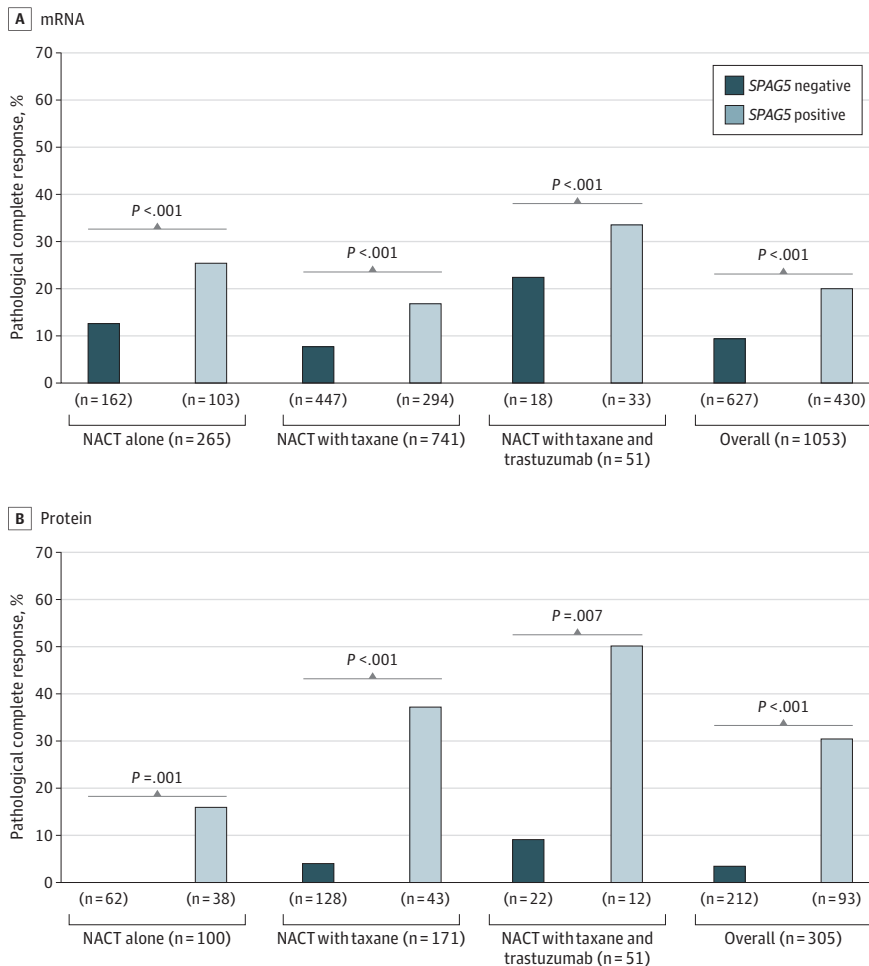 A mRNA
70
60
50
40
30
20
10
0
Pathological complete response, %
SPAG5 negative
SPAG5 positive
P <.001
P <.001
P <.001
P <.001
(n=162) (n=103) (n=447) (n=294) (n=18) (n=33) (n=627) (n=430)
NACT alone (n=265) NACT with taxane (n=741) NACT with taxane and Overall (n=1053)
trastuzumab (n=51)
B Protein
70
60
50
40
30
20
10
0
Pathological complete response, %
P =.001
P <.001
P =.007
P <.001
(n=62) (n=38) (n=128) (n=43) (n=22) (n=12) (n=212) (n=93)
NACT alone (n=100) NACT with taxane (n=171) NACT with taxane and Overall (n=305)
trastuzumab (n=51)